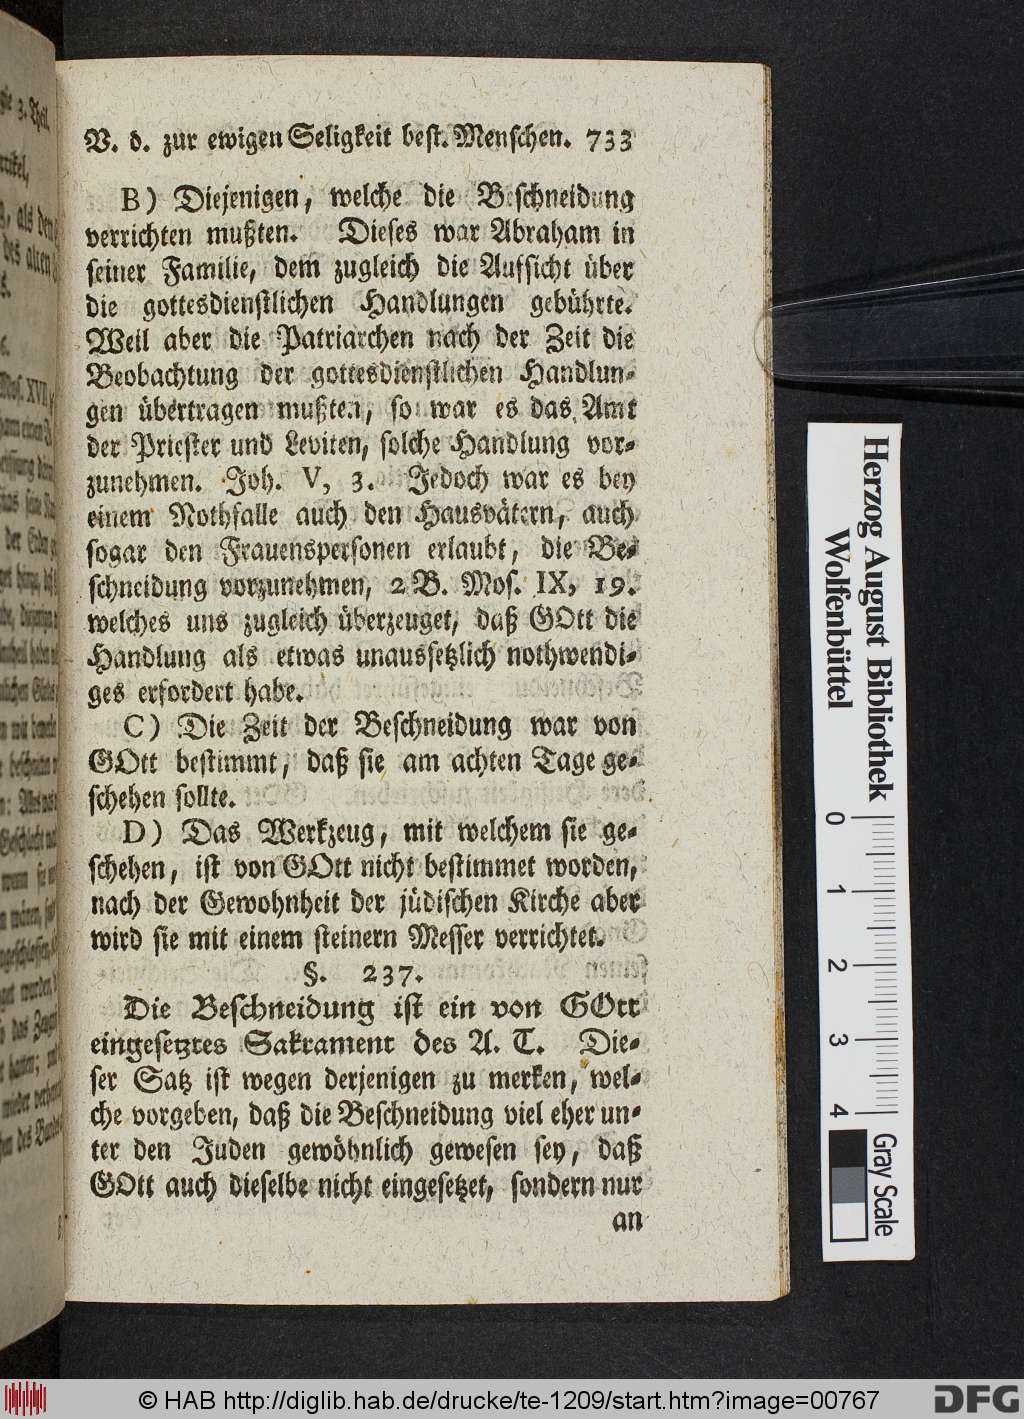 V. d. zur ewigen Seligkeit best. Menschen. 733
B) Diejenigen, welche die Beschneidung
verrichten mußten. Dieses war Abraham in
seiner Familie, dem zugleich die Aufsicht über
die gottesdienstlichen Handlungen gebührte.
Weil aber die Patriarchen nach der Zeit die
Beobachtung der gottesdienstlichen Handlun-
gen übertragen mußten, so war es das Amt
der Priester und Leviten, solche Handlung vor-
zunehmen. Joh. V, 3. Jedoch war es bey
einem Nothfalle auch den Hausvätern, auch
sogar den Frauenspersonen erlaubt, die Be-
schneidung vorzunehmen, 2 B. Mos. IX, 19.
welches uns zugleich überzeuget, daß GOtt die
Handlung als etwas unaussetzlich nothwendi-
ges erfordert habe.
C) Die Zeit der Beschneidung war von
GOtt bestimmt, daß sie am achten Tage ge-
schehen sollte.
D) Das Werkzeug, mit welchem sie ge-
schehen, ist von GOtt nicht bestimmet worden,
nach der Gewohnheit der jüdischen Kirche aber
wird sie mit einem steinern Messer verrichtet.
§. 237.
Die Beschneidung ist ein von GOtt
eingesetztes Sakrament des A. T. Die-
ser Satz ist wegen derjenigen zu merken, wel-
che vorgeben, daß die Beschneidung viel eher un-
ter den Juden gewöhnlich gewesen sey, daß
GOtt auch dieselbe nicht eingesetzet, sondern nur
an
Herzog August Bibliothek
Wolfenbüttel
0 1 2 3 4
Gray Scale
© HAB http://diglib.hab.de/drucke/te-1209/start.htm?image=00767
DFG